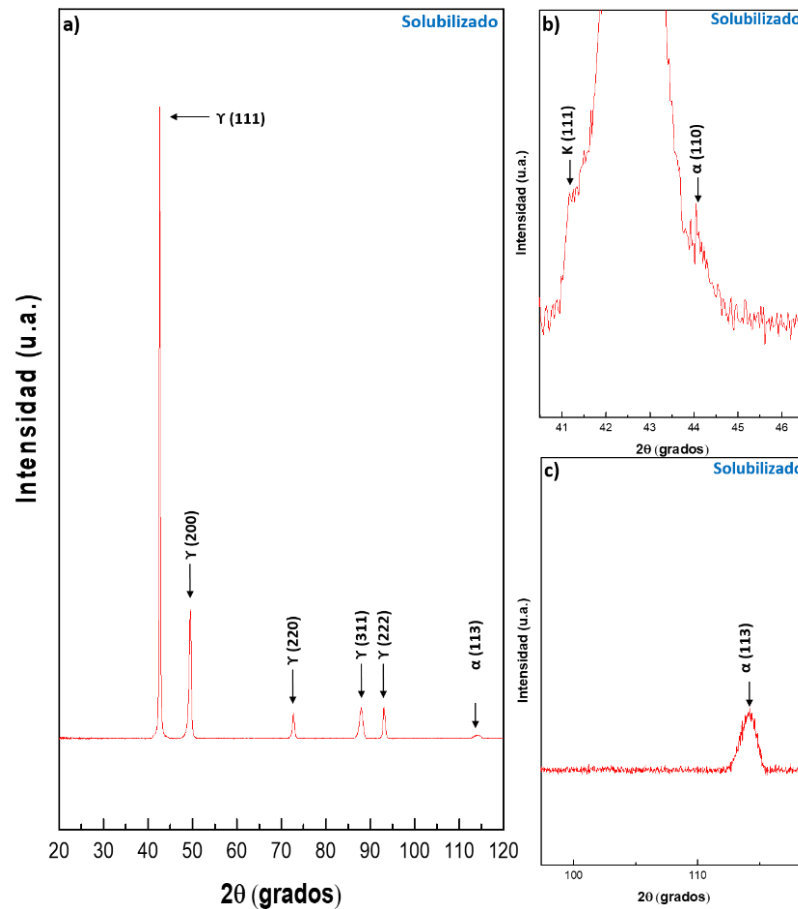 a)
Solubilizado
ϒ (111)
ϒ (200)
ϒ (220)
ϒ (311)
ϒ (222)
α (113)
Intensidad (u.a.)
20 30 40 50 60 70 80 90 100 110 120
2θ (grados)
b)
Solubilizado
K (111)
α (110)
Intensidad (u.a.)
41 42 43 44 45 46
2θ (grados)
c)
Solubilizado
α (113)
Intensidad (u.a.)
100 110
2θ (grados)